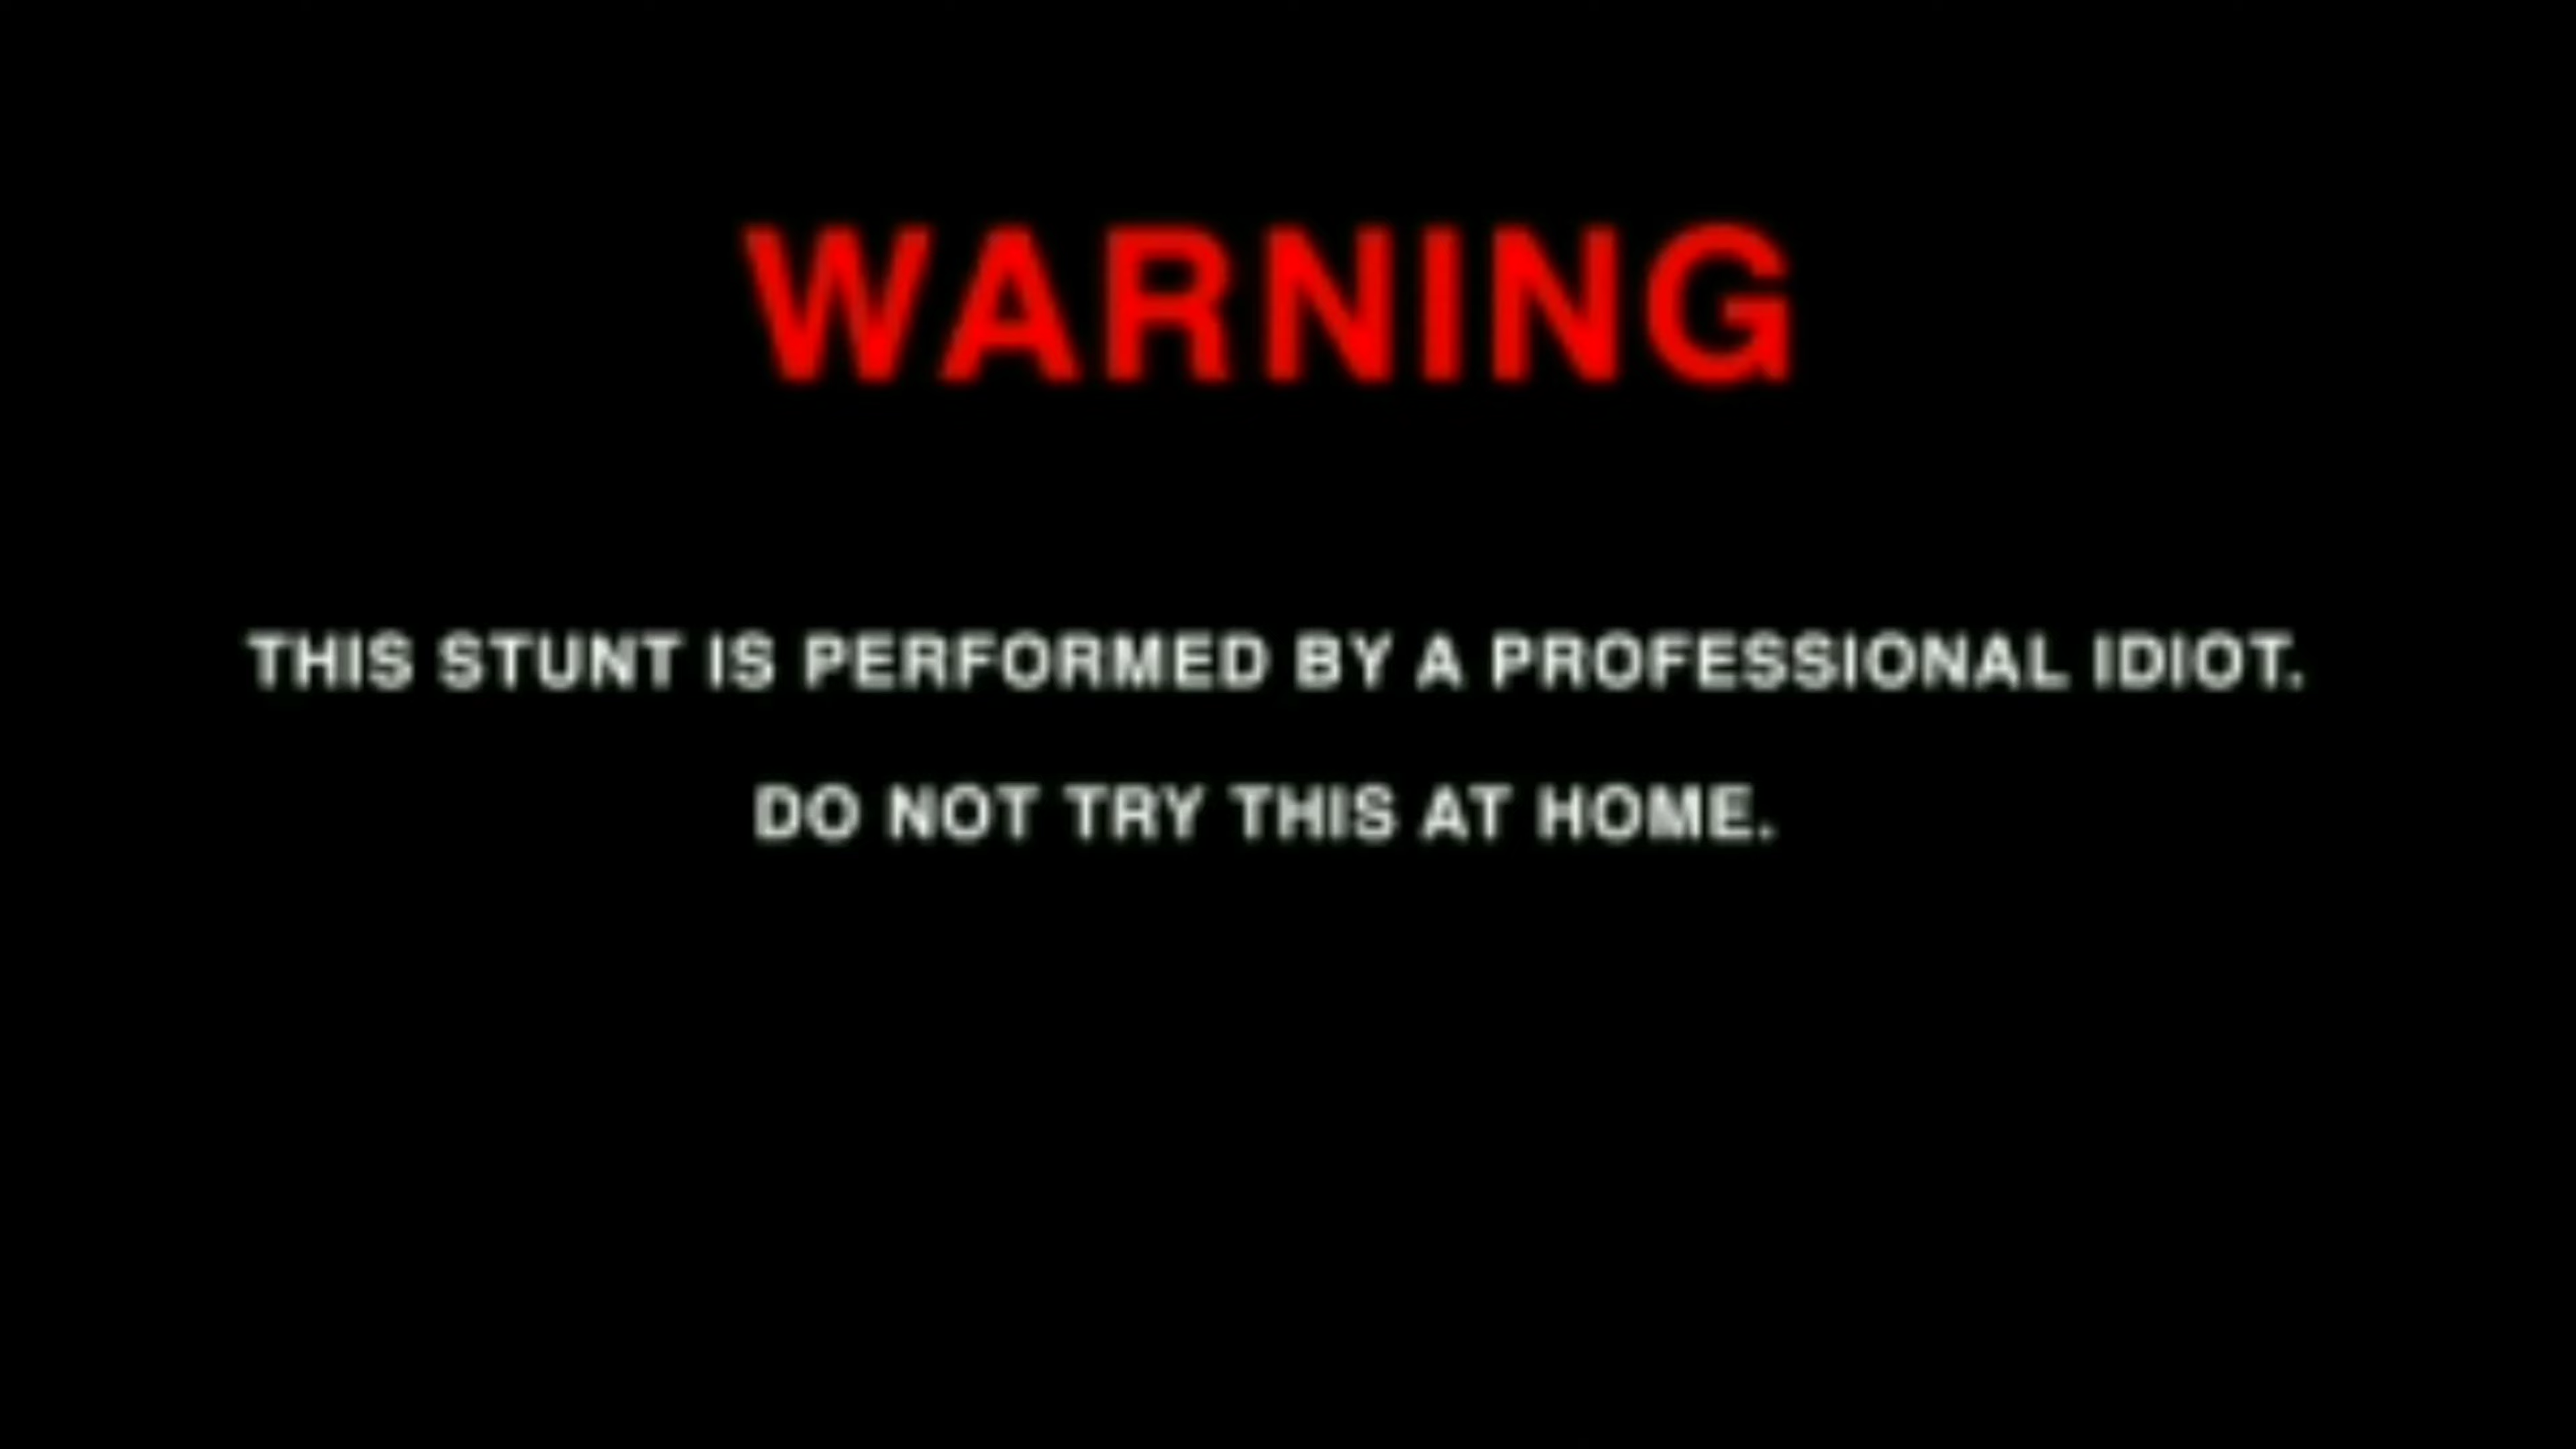 WARNING
THIS STUNT IS PERFORMED BY A PROFESSIONAL IDIOT.
DO NOT TRY THIS AT HOME.